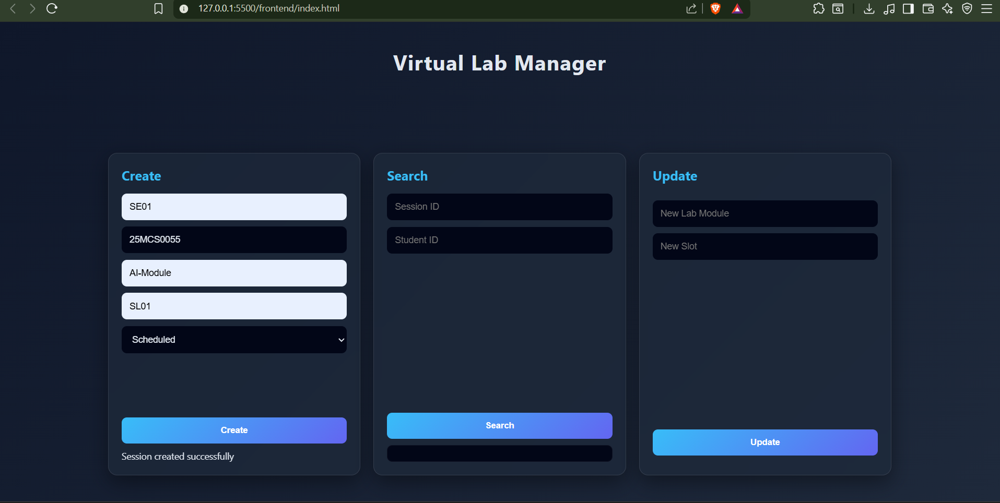 127.0.0.1:5500/frontend/index.html
Virtual Lab Manager
Create
SE01
25MCS0055
AI-Module
SL01
Scheduled
Create
Session created successfully
Search
Session ID
Student ID
Search
Update
New Lab Module
New Slot
Update